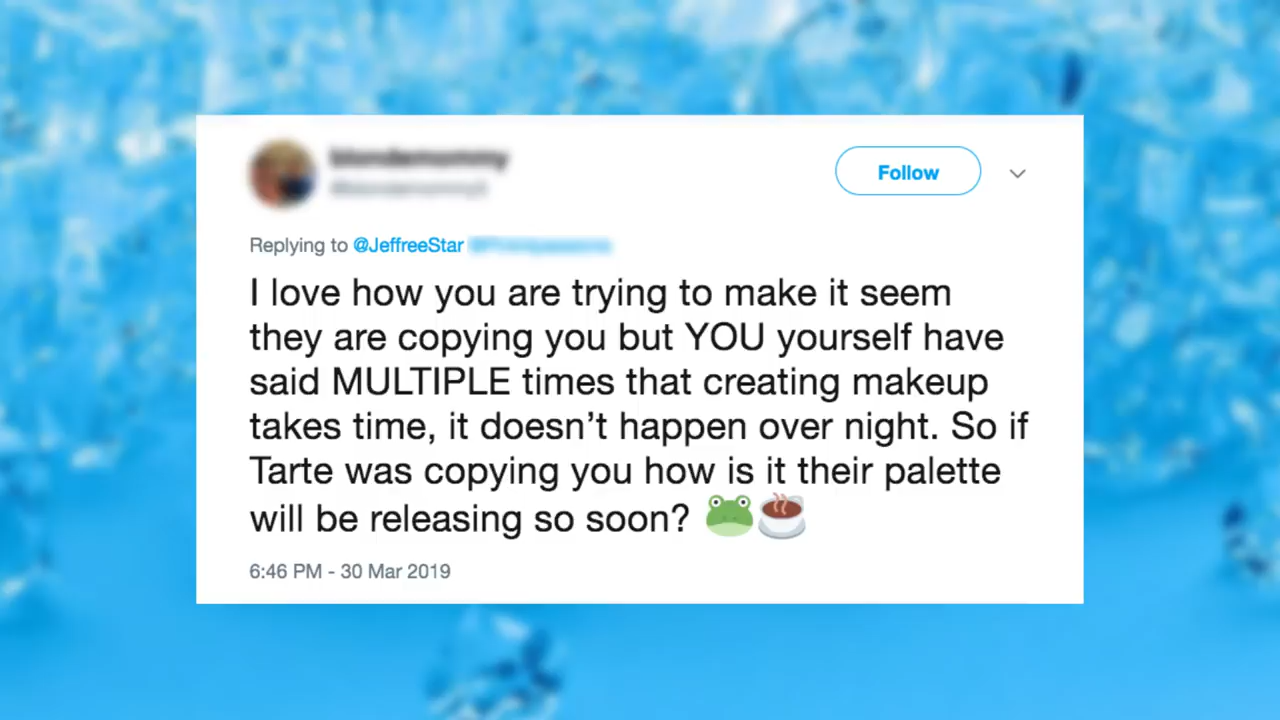 Follow
Replying to @JeffreeStar
I love how you are trying to make it seem
they are copying you but YOU yourself have
said MULTIPLE times that creating makeup
takes time, it doesn’t happen over night. So if
Tarte was copying you how is it their palette
will be releasing so soon? 🐸☕
6:46 PM - 30 Mar 2019